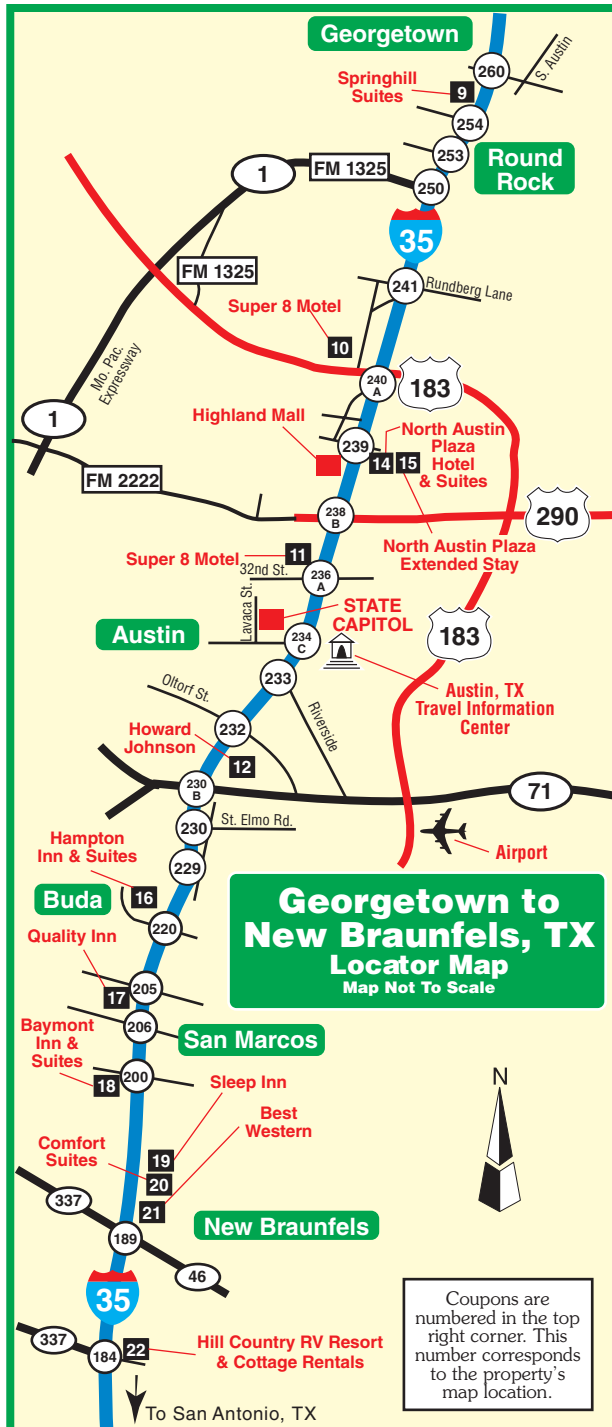 Georgetown
260
S. Austin
Springhill
Suites
9
254
253
Round
Rock
1
FM 1325
250
35
FM 1325
241
Rundberg Lane
Super 8 Motel
10
Mo. Pac.
Expressway
240
A
183
1
Highland Mall
239
14
15
North Austin
Plaza
Hotel
& Suites
FM 2222
238
B
290
North Austin Plaza
Extended Stay
Super 8 Motel
11
32nd St.
236
A
Lavaca St.
STATE
CAPITOL
Austin
234
C
183
233
Austin, TX
Travel Information
Center
Oltorf St.
Riverside
232
Howard
Johnson
12
230
B
71
230
St. Elmo Rd.
Hampton
Inn & Suites
229
Airport
16
Buda
220
Georgetown to
New Braunfels, TX
Locator Map
Map Not To Scale
Quality Inn
17
205
206
San Marcos
Baymont
Inn &
Suites
18
200
Sleep Inn
N
Best
Western
Comfort
Suites
19
20
21
337
New Braunfels
189
46
35
Coupons are
numbered in the top
right corner. This
number corresponds
to the property's
map location.
337
184
22
Hill Country RV Resort
& Cottage Rentals
To San Antonio, TX